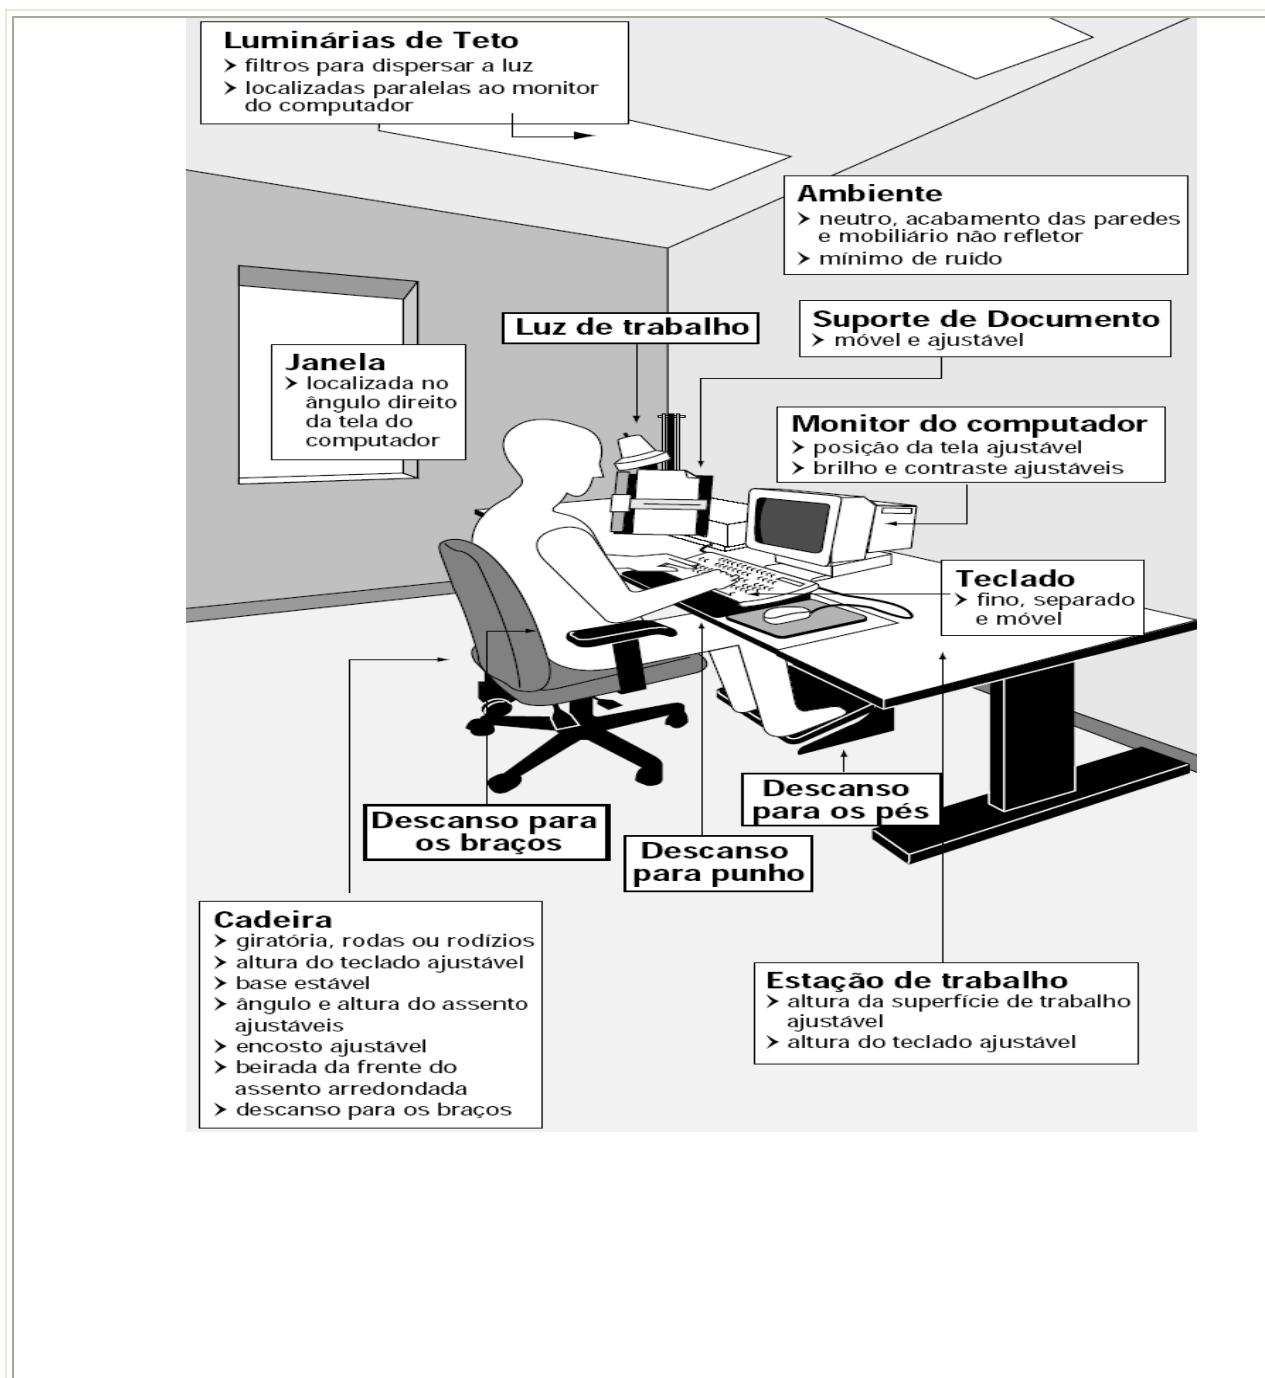 Luminárias de Teto
➤ filtros para dispersar a luz
➤ localizadas paralelas ao monitor
do computador
Ambiente
➤ neutro, acabamento das paredes
e mobiliário não refletor
➤ mínimo de ruído
Luz de trabalho
Suporte de Documento
➤ móvel e ajustável
Janela
➤ localizada no
ângulo direito
da tela do
computador
Monitor do computador
➤ posição da tela ajustável
➤ brilho e contraste ajustáveis
Teclado
➤ fino, separado
e móvel
Descanso para
os braços
Descanso
para punho
Descanso
para os pés
Cadeira
➤ giratória, rodas ou rodízios
➤ altura do teclado ajustável
➤ base estável
➤ ângulo e altura do assento
ajustáveis
➤ encosto ajustável
➤ beirada da frente do
assento arredondada
➤ descanso para os braços
Estação de trabalho
➤ altura da superfície de trabalho
ajustável
➤ altura do teclado ajustável